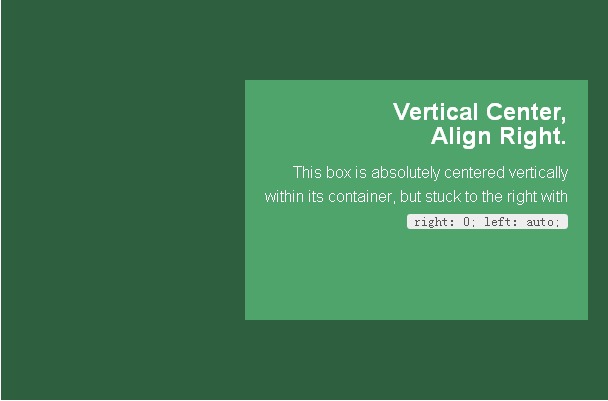 Vertical Center,
Align Right.
This box is absolutely centered vertically
within its container, but stuck to the right with
right: 0; left: auto;